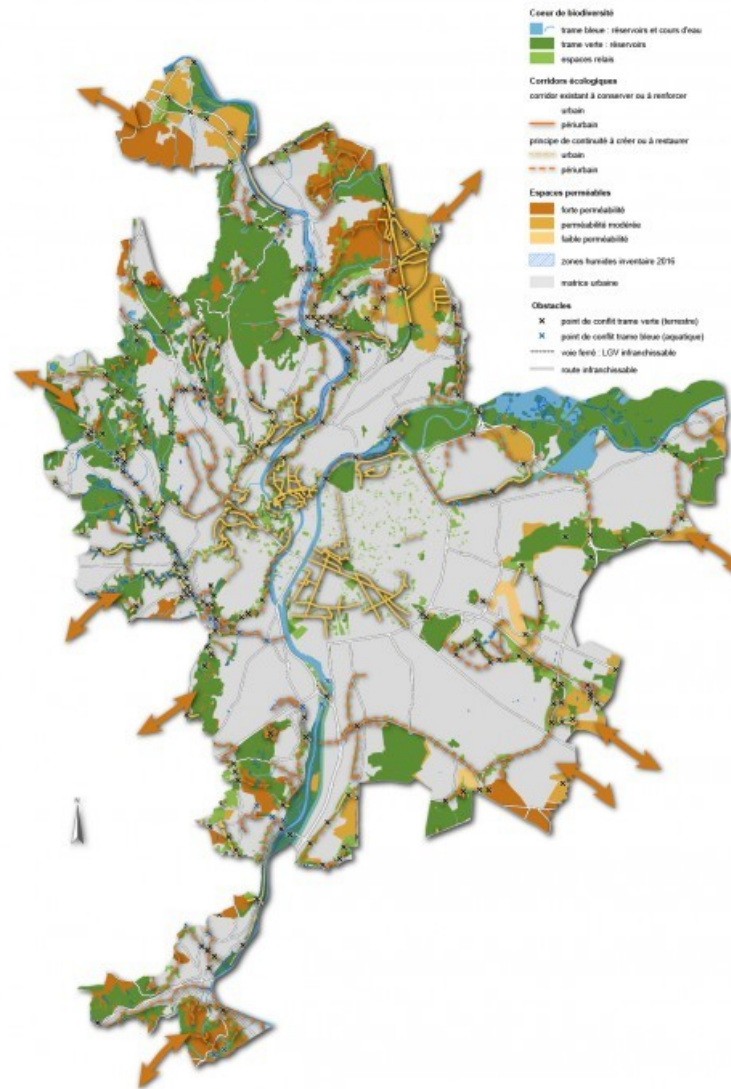 Coeur de biodiversité
trame bleue : réservoirs et cours d'eau
trame verte : réservoirs
espaces relais
Corridors écologiques
corridor existant à conserver ou à renforcer
urbain
périurbain
principe de continuité à créer ou à restaurer
urbain
périurbain
Espaces perméables
forte perméabilité
perméabilité modérée
faible perméabilité
zones humides inventaire 2016
matrice urbaine
Obstacles
point de conflit trame verte (terrestre)
point de conflit trame bleue (aquatique)
voie ferré : LGV infranchissable
route infranchissable